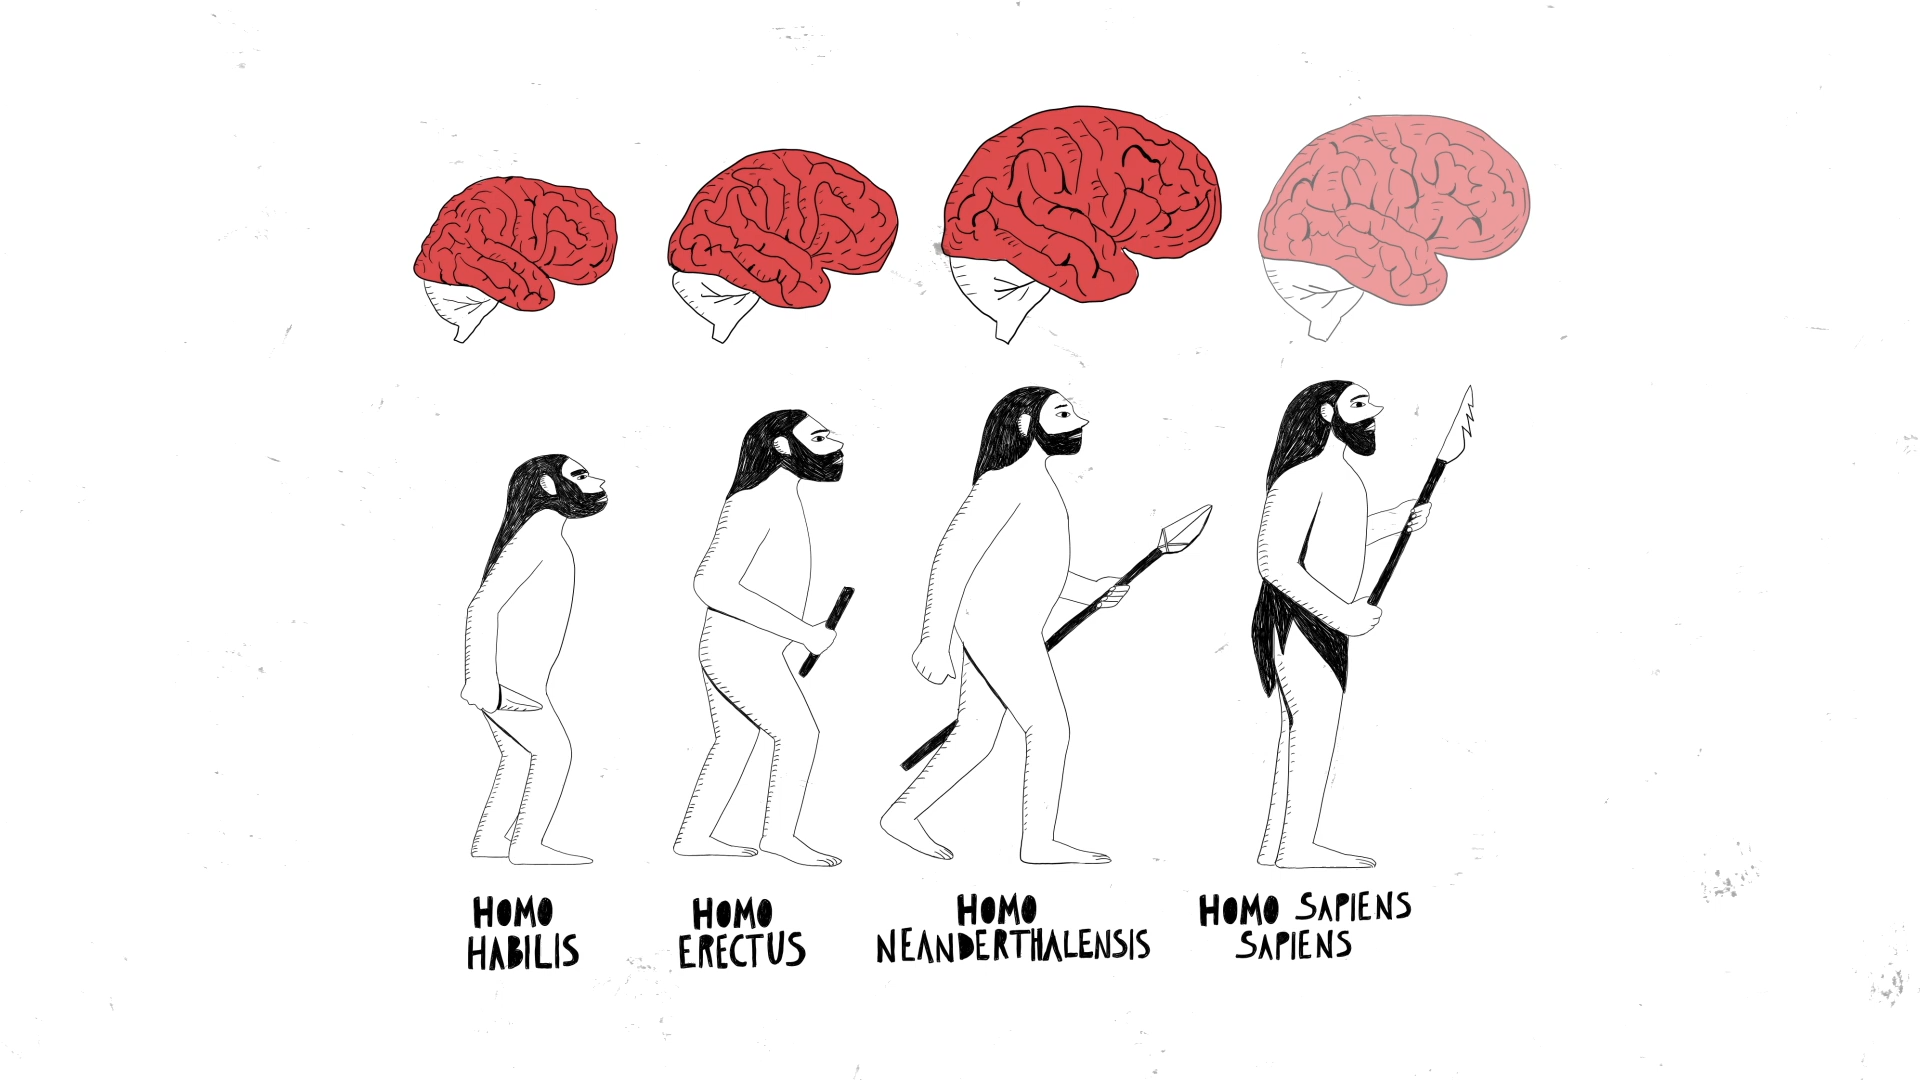 HOMO
HABILIS
HOMO
ERECTUS
HOMO
NEANDERTHALENSIS
HOMO SAPIENS
SAPIENS